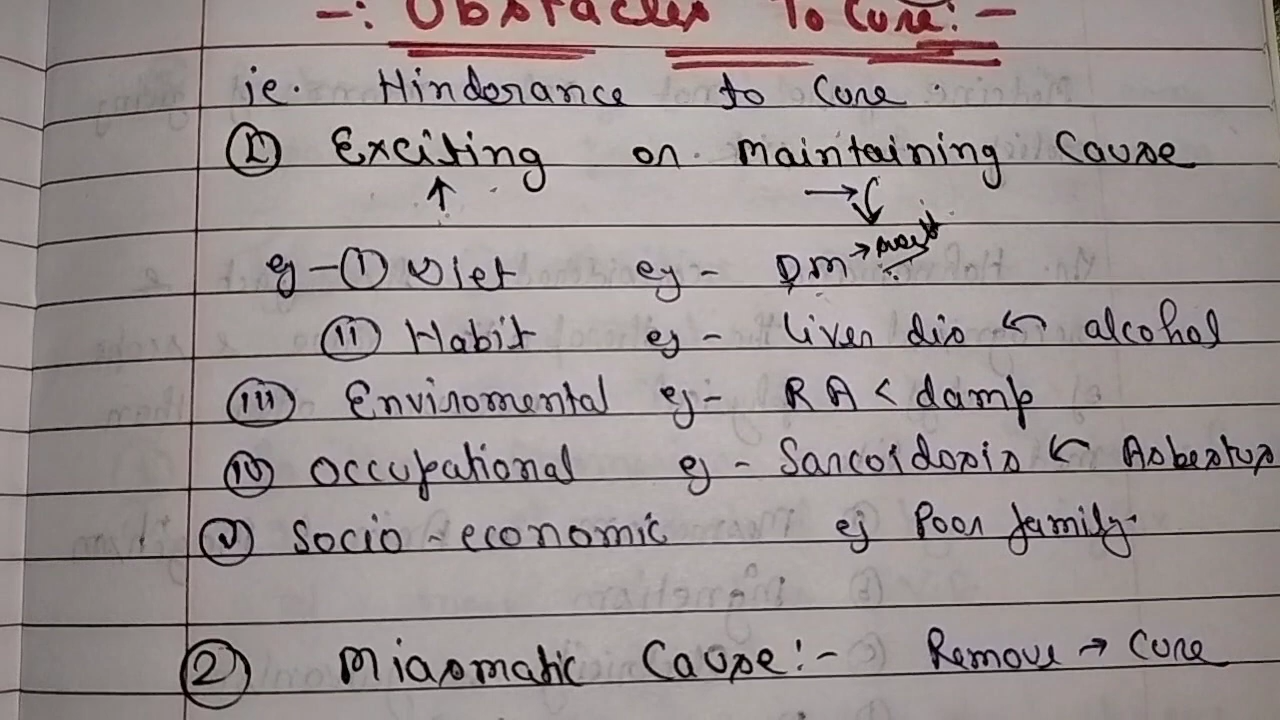 -: Obstacles To Cure:-
ie. Hinderance to Cure.
① Exciting or Maintaining Cause
↑ → ↓
eg - ① Diet eg - DM →
ⅱ Habit eg - liver dis ← alcohol
ⅲ Enviromental eg - RA < damp
ⅳ Occupational eg - Sarcoidosis ← Asbestus
ⅴ Socio-economic eg Poor family.
② Miasmatic Cause:- Remove → Cure